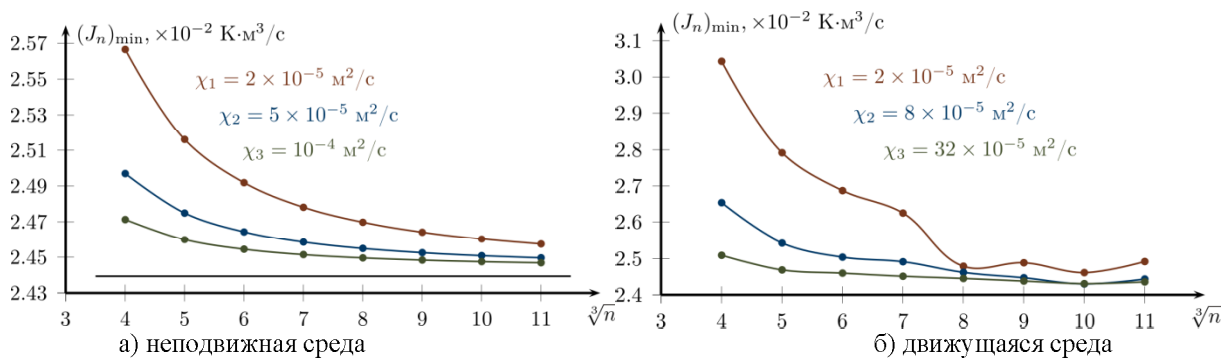 (Jₙ)min, ×10⁻² К·м³/с
2.57
2.55
2.53
2.51
2.49
2.47
2.45
2.43
χ₁ = 2 × 10⁻⁵ м²/с
χ₂ = 5 × 10⁻⁵ м²/с
χ₃ = 10⁻⁴ м²/с
3 4 5 6 7 8 9 10 11 ∛n
а) неподвижная среда
(Jₙ)min, ×10⁻² К·м³/с
3.1
3.0
2.9
2.8
2.7
2.6
2.5
2.4
χ₁ = 2 × 10⁻⁵ м²/с
χ₂ = 8 × 10⁻⁵ м²/с
χ₃ = 32 × 10⁻⁵ м²/с
3 4 5 6 7 8 9 10 11 ∛n
б) движущаяся среда